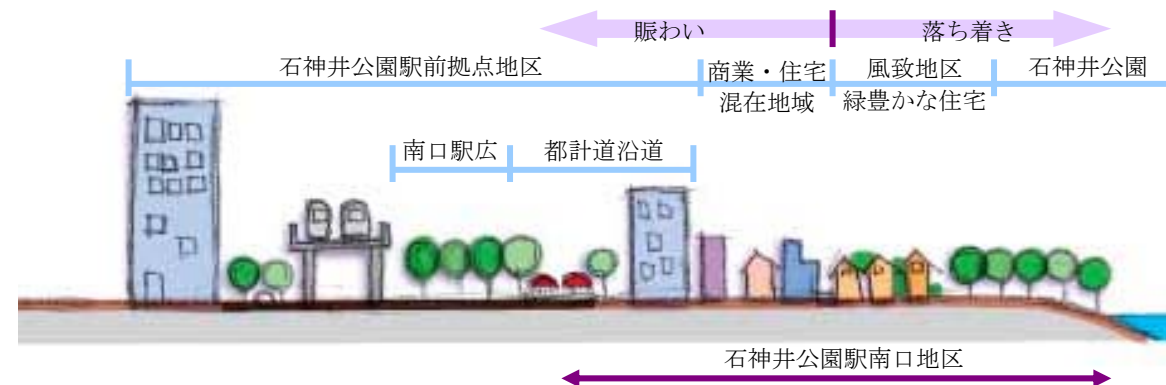 賑わい
落ち着き
石神井公園駅前拠点地区
商業・住宅
混在地域
風致地区
緑豊かな住宅
石神井公園
南口駅広
都計道沿道
石神井公園駅南口地区